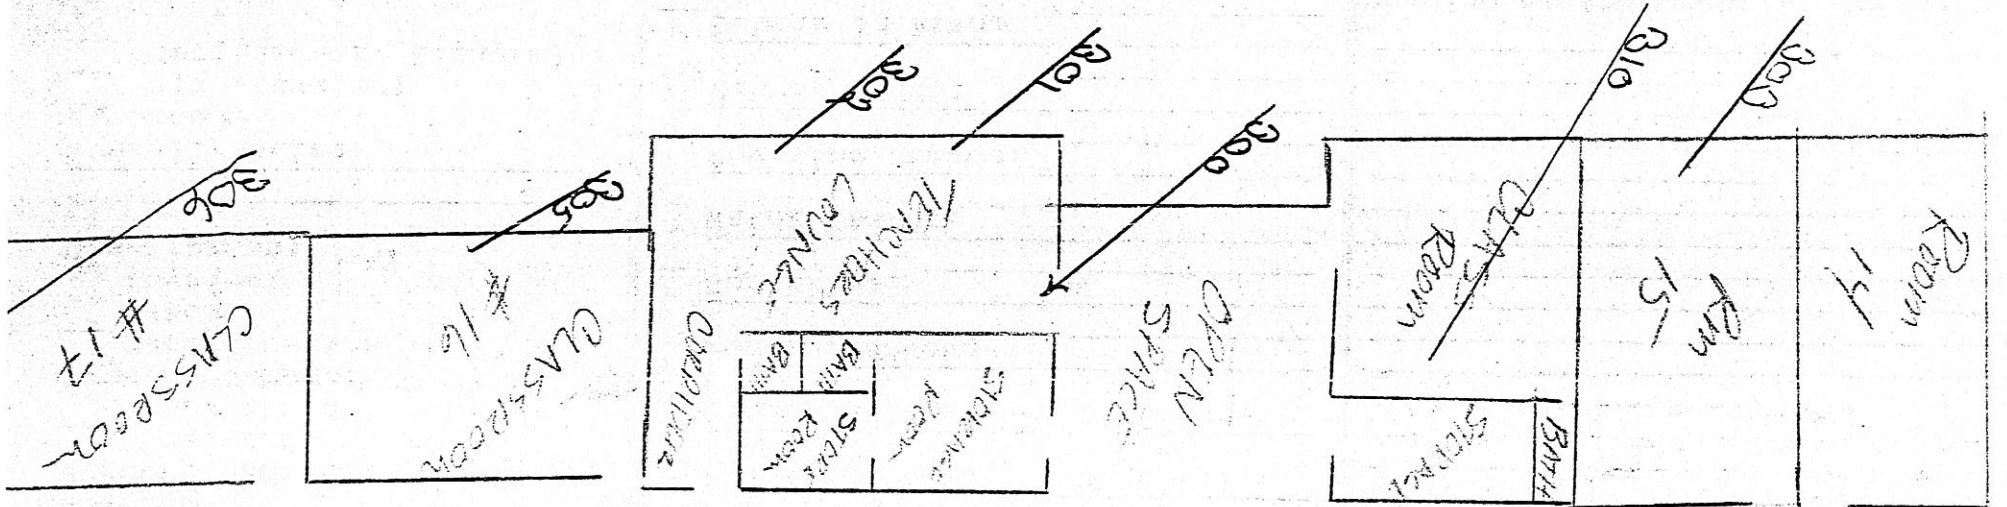 306
305
302
301
300
310
300
CLASSROOM
# 17
CLASSROOM
# 16
TEACHERS
LOUNGE
BATH
BATH
STORE
ROOM
STORAGE
ROOM
OPEN
SPACE
CLASS
ROOM
STORAGE
BATH
Rm
15
Room
14